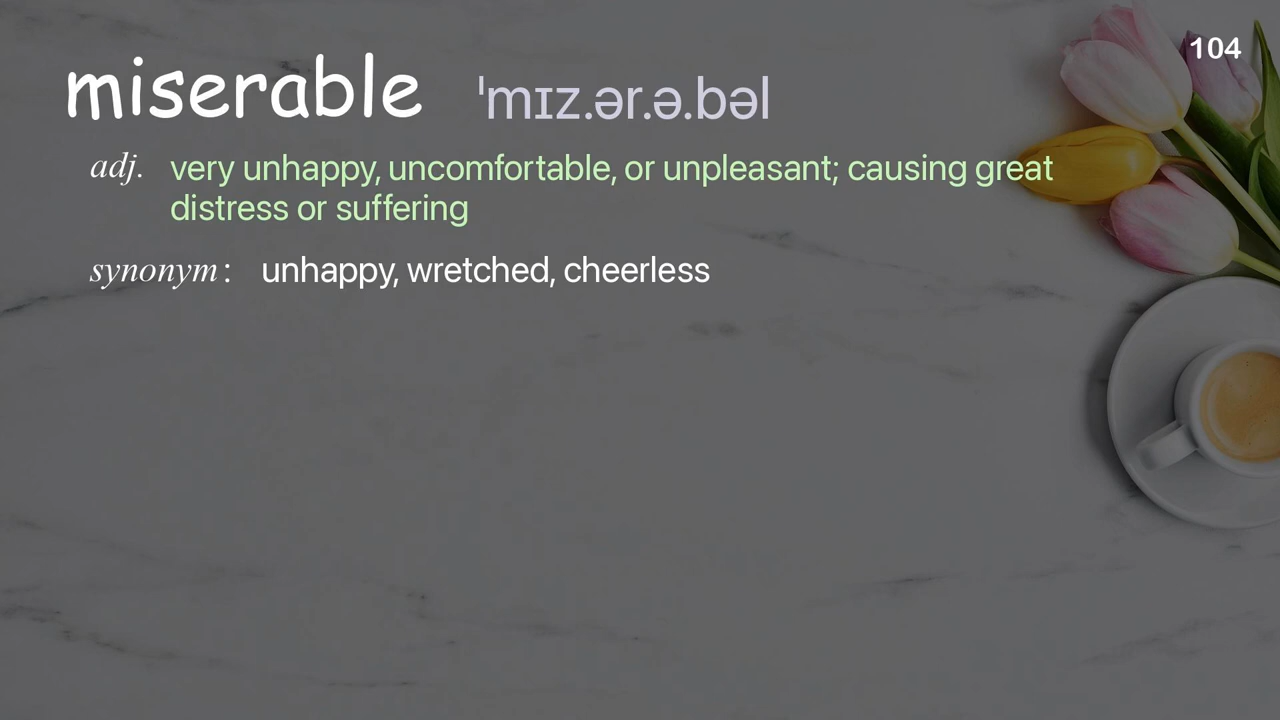 104
miserable ˈmɪz.ər.ə.bəl
adj. very unhappy, uncomfortable, or unpleasant; causing great
distress or suffering
synonym: unhappy, wretched, cheerless